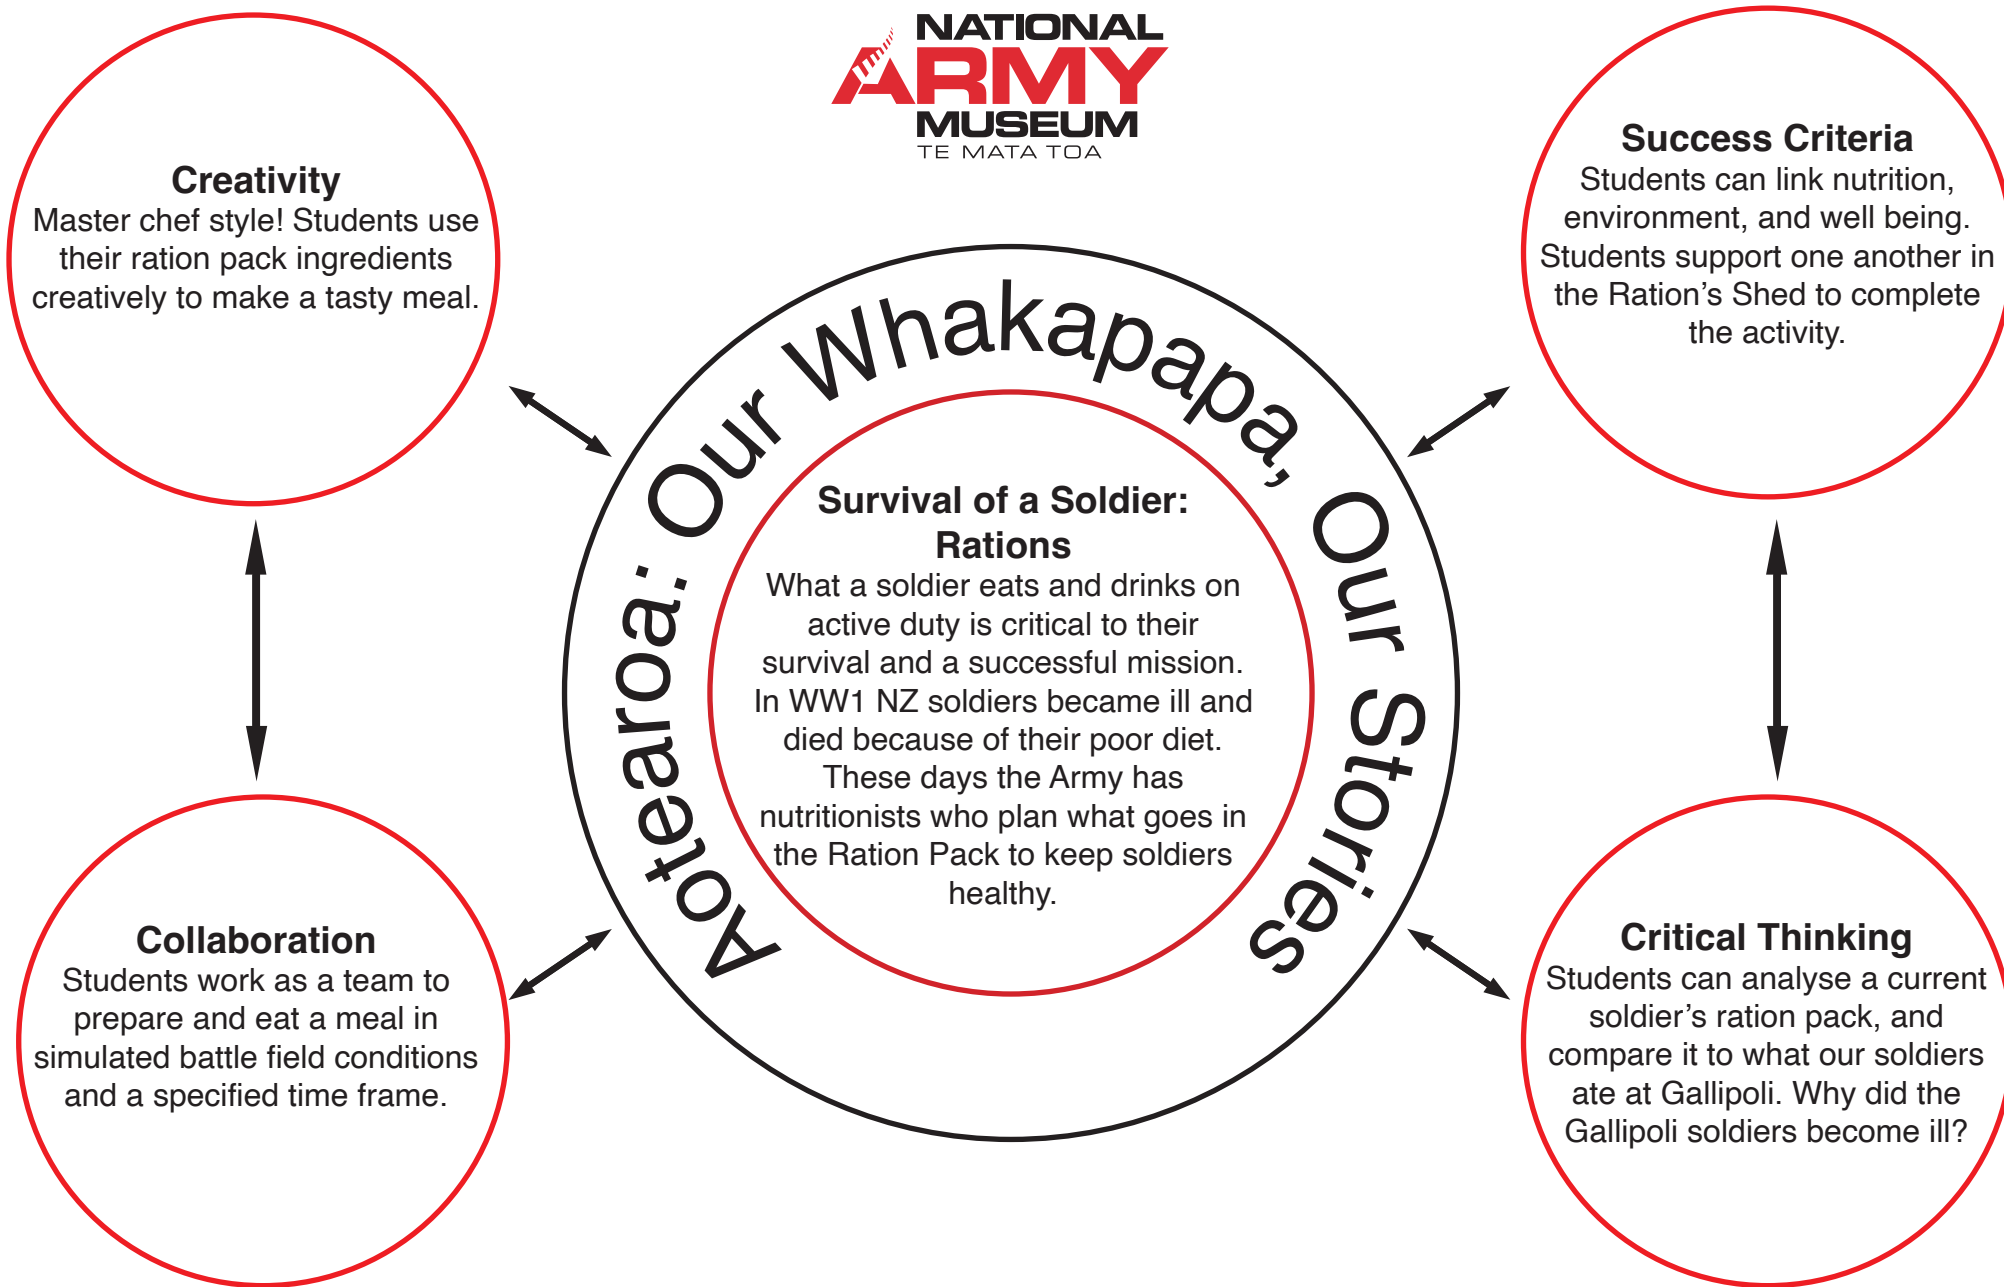 NATIONAL
ARMY
MUSEUM
TE MATA TOA
Creativity
Master chef style! Students use
their ration pack ingredients
creatively to make a tasty meal.
Success Criteria
Students can link nutrition,
environment, and well being.
Students support one another in
the Ration’s Shed to complete
the activity.
Aotearoa: Our Whakapapa, Our Stories
Survival of a Soldier:
Rations
What a soldier eats and drinks on
active duty is critical to their
survival and a successful mission.
In WW1 NZ soldiers became ill and
died because of their poor diet.
These days the Army has
nutritionists who plan what goes in
the Ration Pack to keep soldiers
healthy.
Collaboration
Students work as a team to
prepare and eat a meal in
simulated battle field conditions
and a specified time frame.
Critical Thinking
Students can analyse a current
soldier’s ration pack, and
compare it to what our soldiers
ate at Gallipoli. Why did the
Gallipoli soldiers become ill?